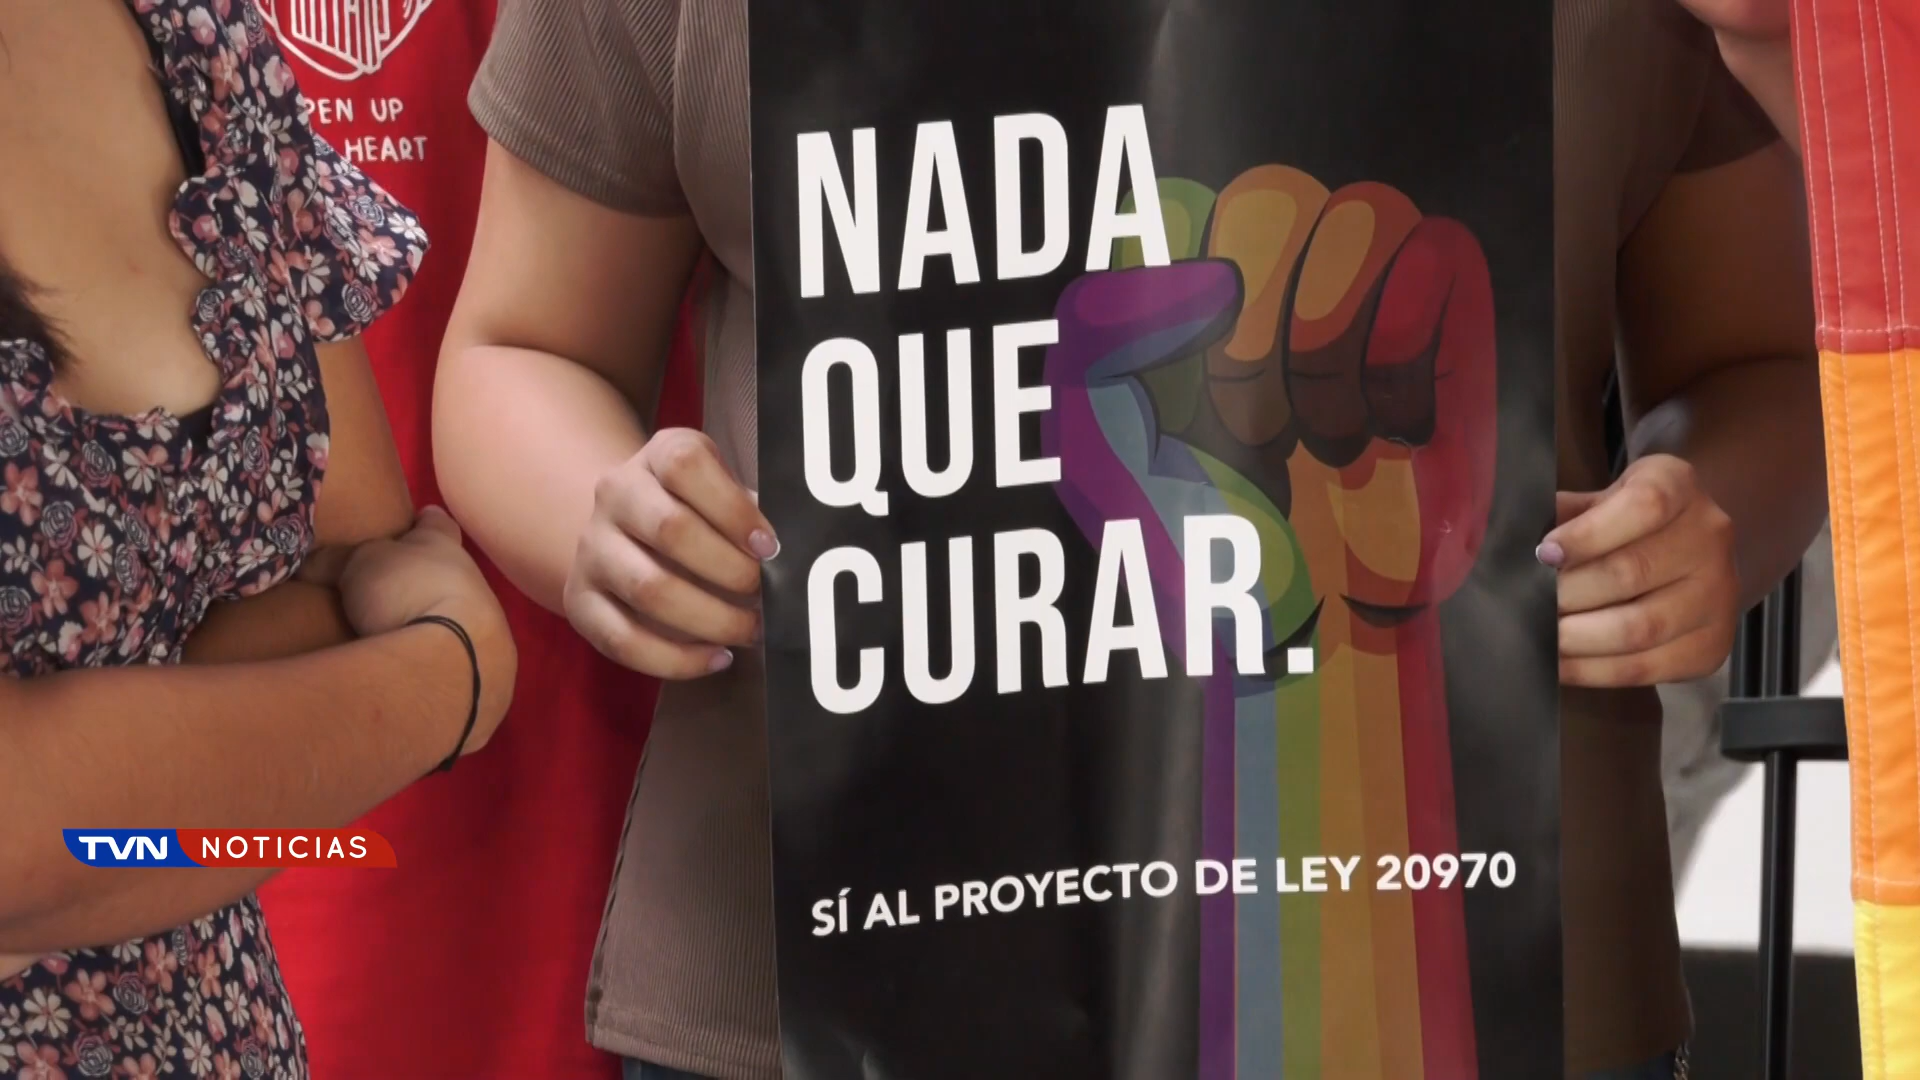 PEN UP
HEART
NADA
QUE
CURAR.
SÍ AL PROYECTO DE LEY 20970
TVN NOTICIAS